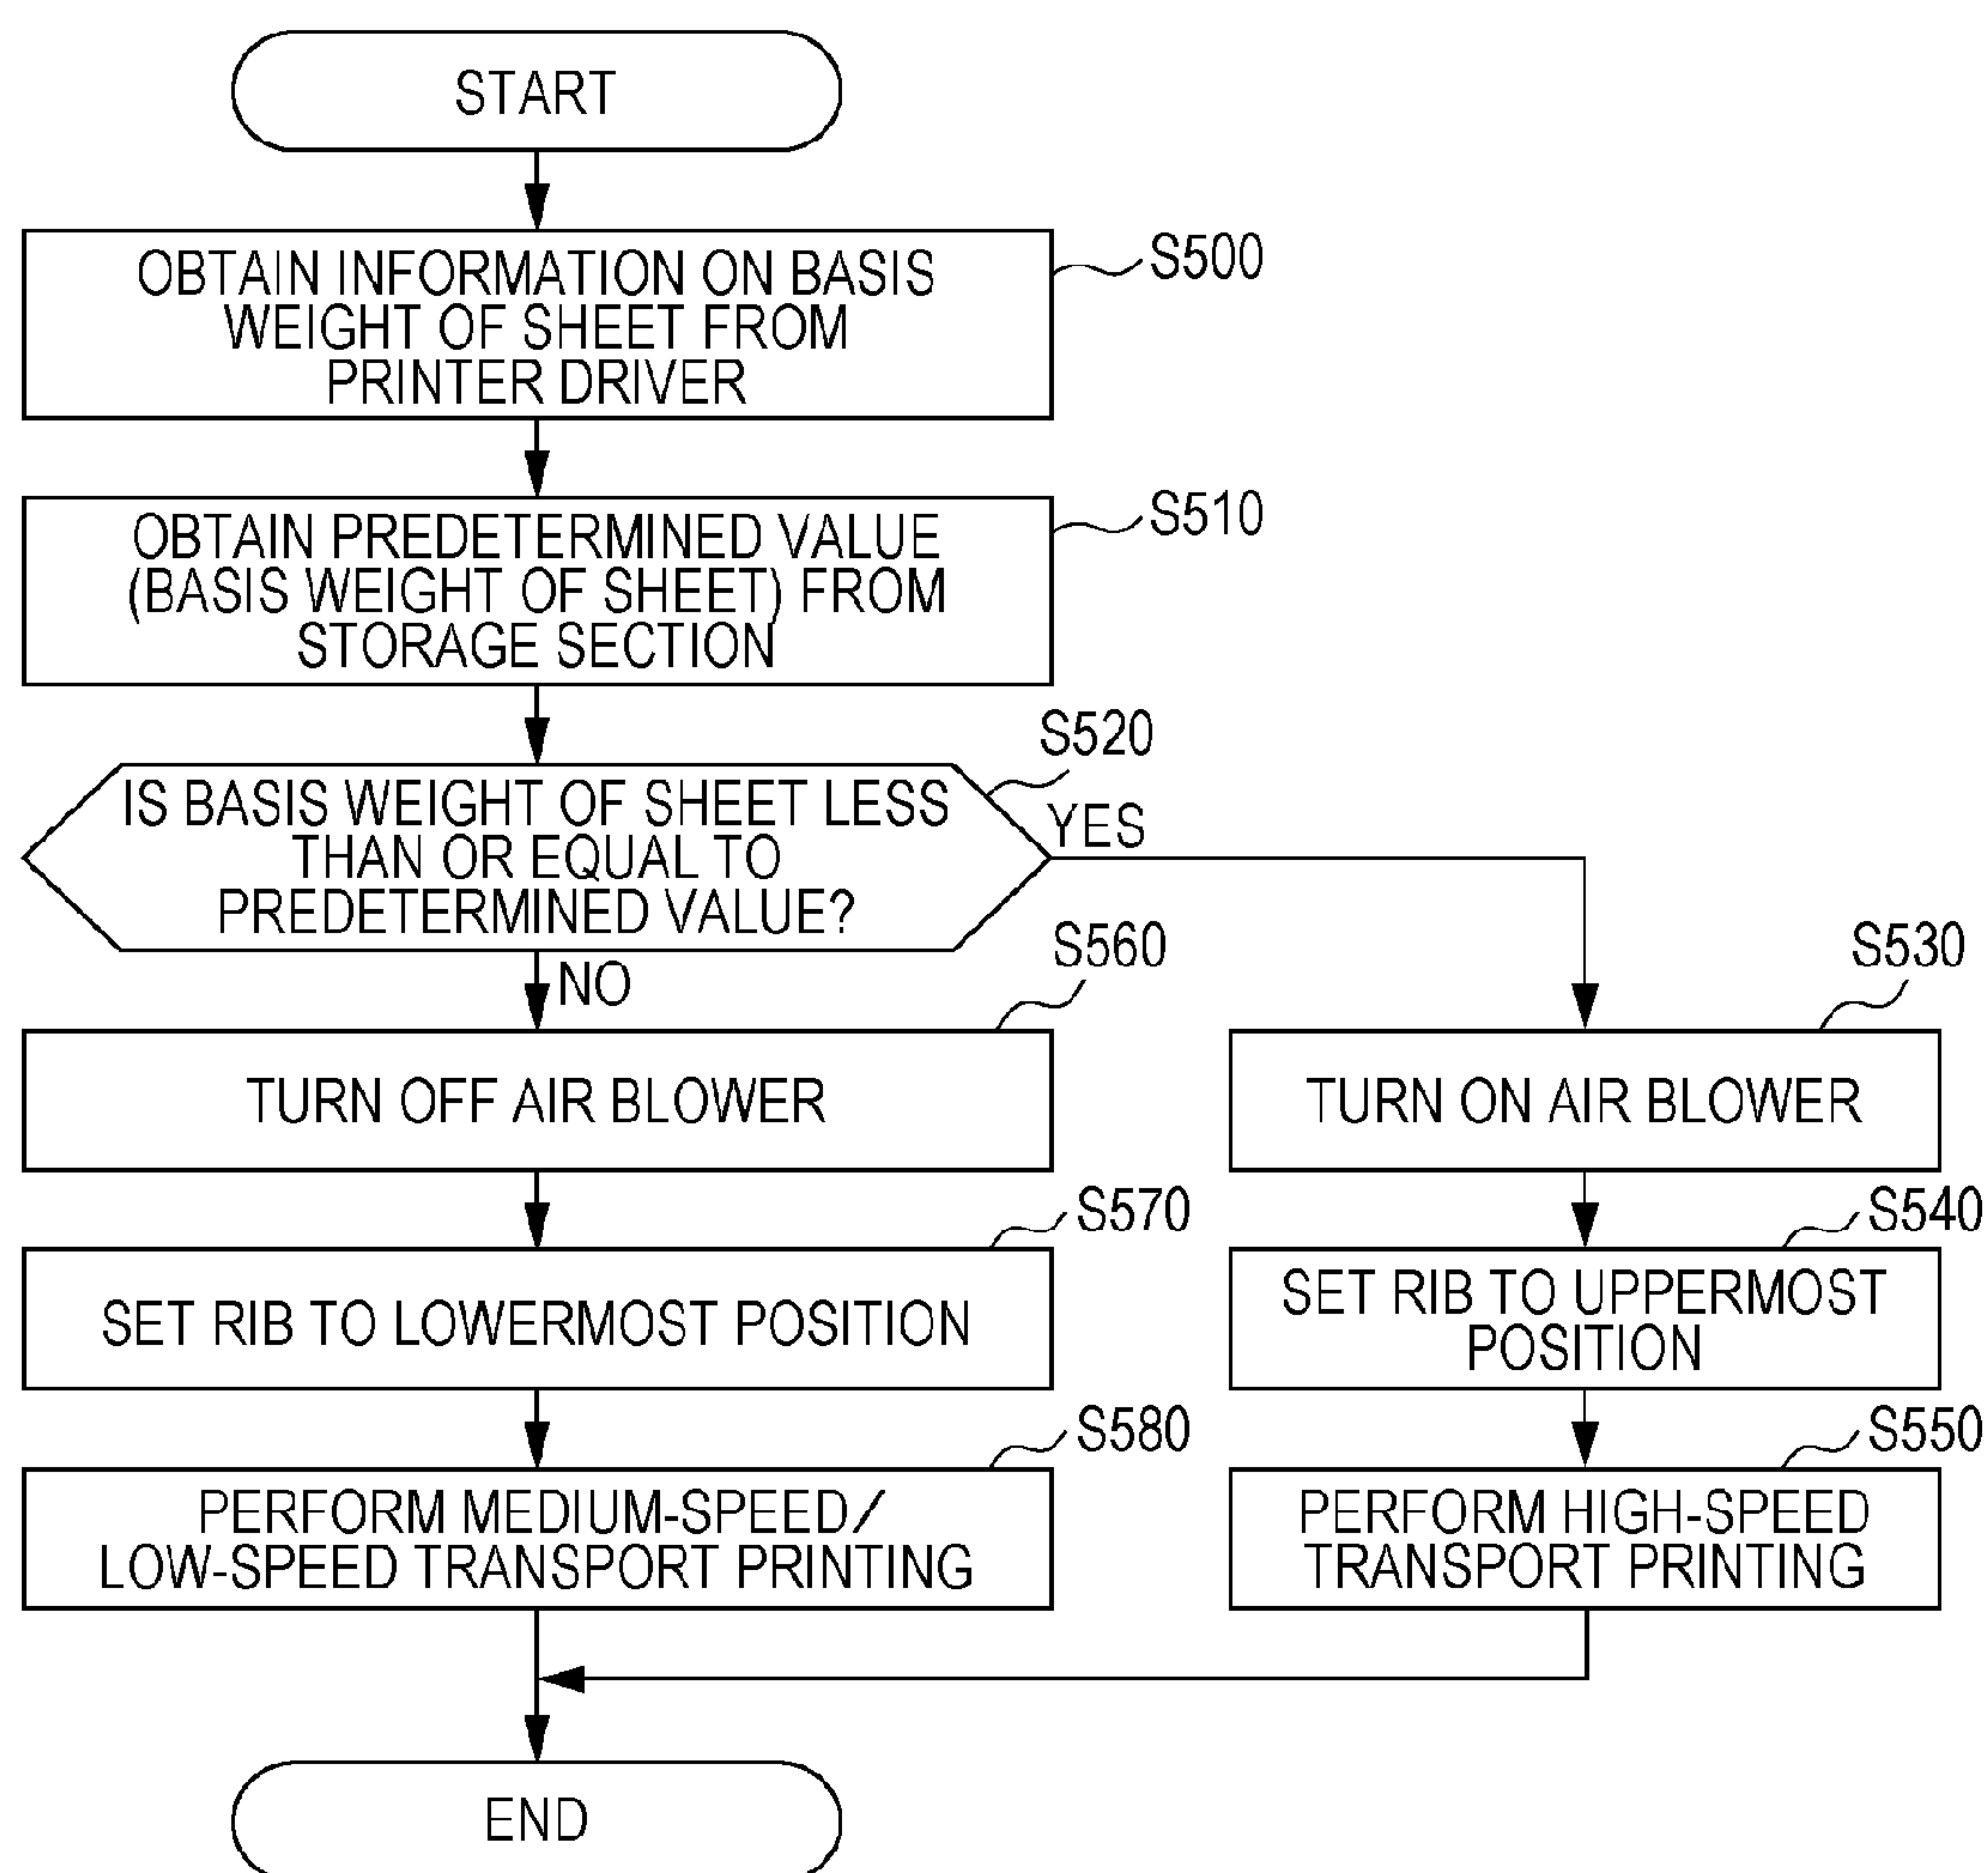 START
OBTAIN INFORMATION ON BASIS
WEIGHT OF SHEET FROM
PRINTER DRIVER
S500
OBTAIN PREDETERMINED VALUE
(BASIS WEIGHT OF SHEET) FROM
STORAGE SECTION
S510
S520
IS BASIS WEIGHT OF SHEET LESS
THAN OR EQUAL TO
PREDETERMINED VALUE?
YES
NO
S560
TURN OFF AIR BLOWER
S530
TURN ON AIR BLOWER
S570
SET RIB TO LOWERMOST POSITION
S540
SET RIB TO UPPERMOST
POSITION
S580
PERFORM MEDIUM-SPEED/
LOW-SPEED TRANSPORT PRINTING
S550
PERFORM HIGH-SPEED
TRANSPORT PRINTING
END